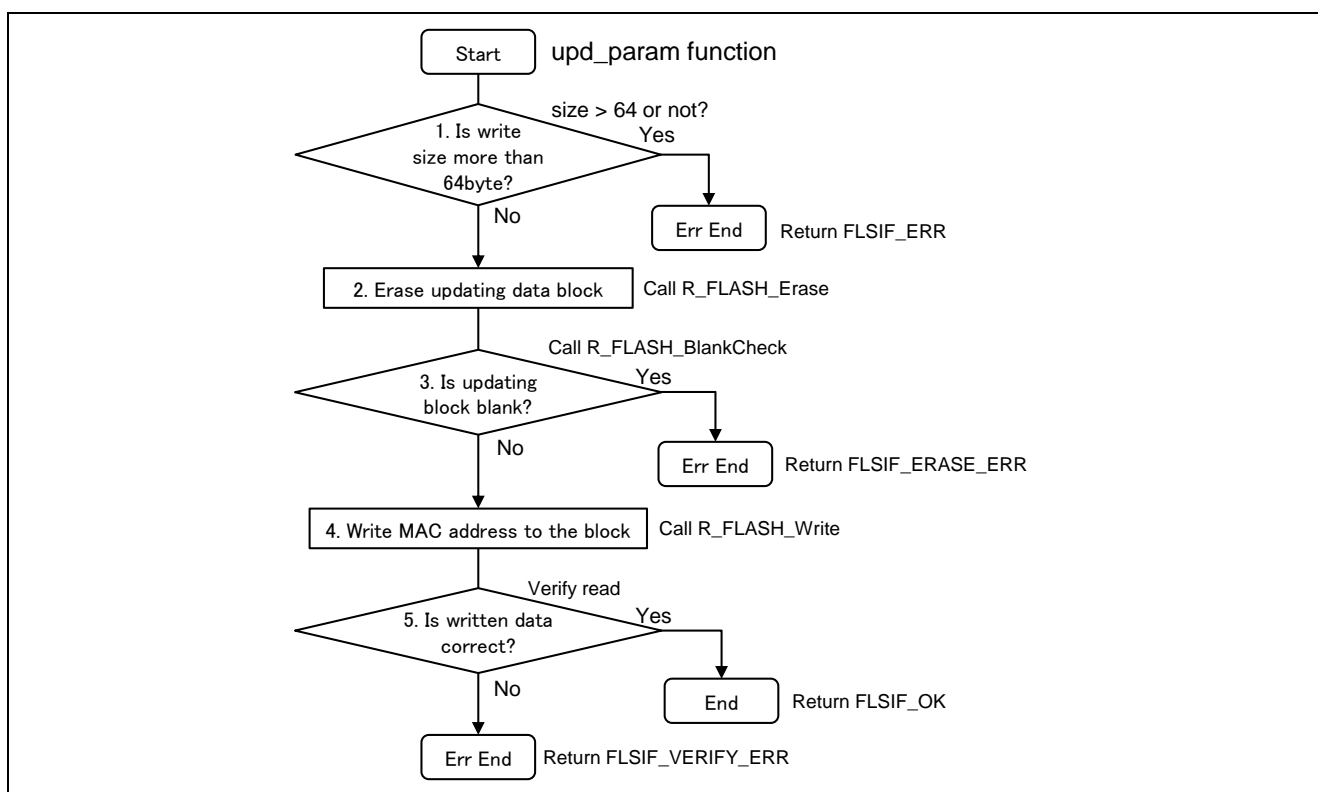 Start
upd_param function
size > 64 or not?
1. Is write
size more than
64byte?
Yes
No
Err End
Return FLSIF_ERR
2. Erase updating data block
Call R_FLASH_Erase
Call R_FLASH_BlankCheck
3. Is updating
block blank?
Yes
No
Err End
Return FLSIF_ERASE_ERR
4. Write MAC address to the block
Call R_FLASH_Write
Verify read
5. Is written data
correct?
Yes
No
End
Return FLSIF_OK
Err End
Return FLSIF_VERIFY_ERR